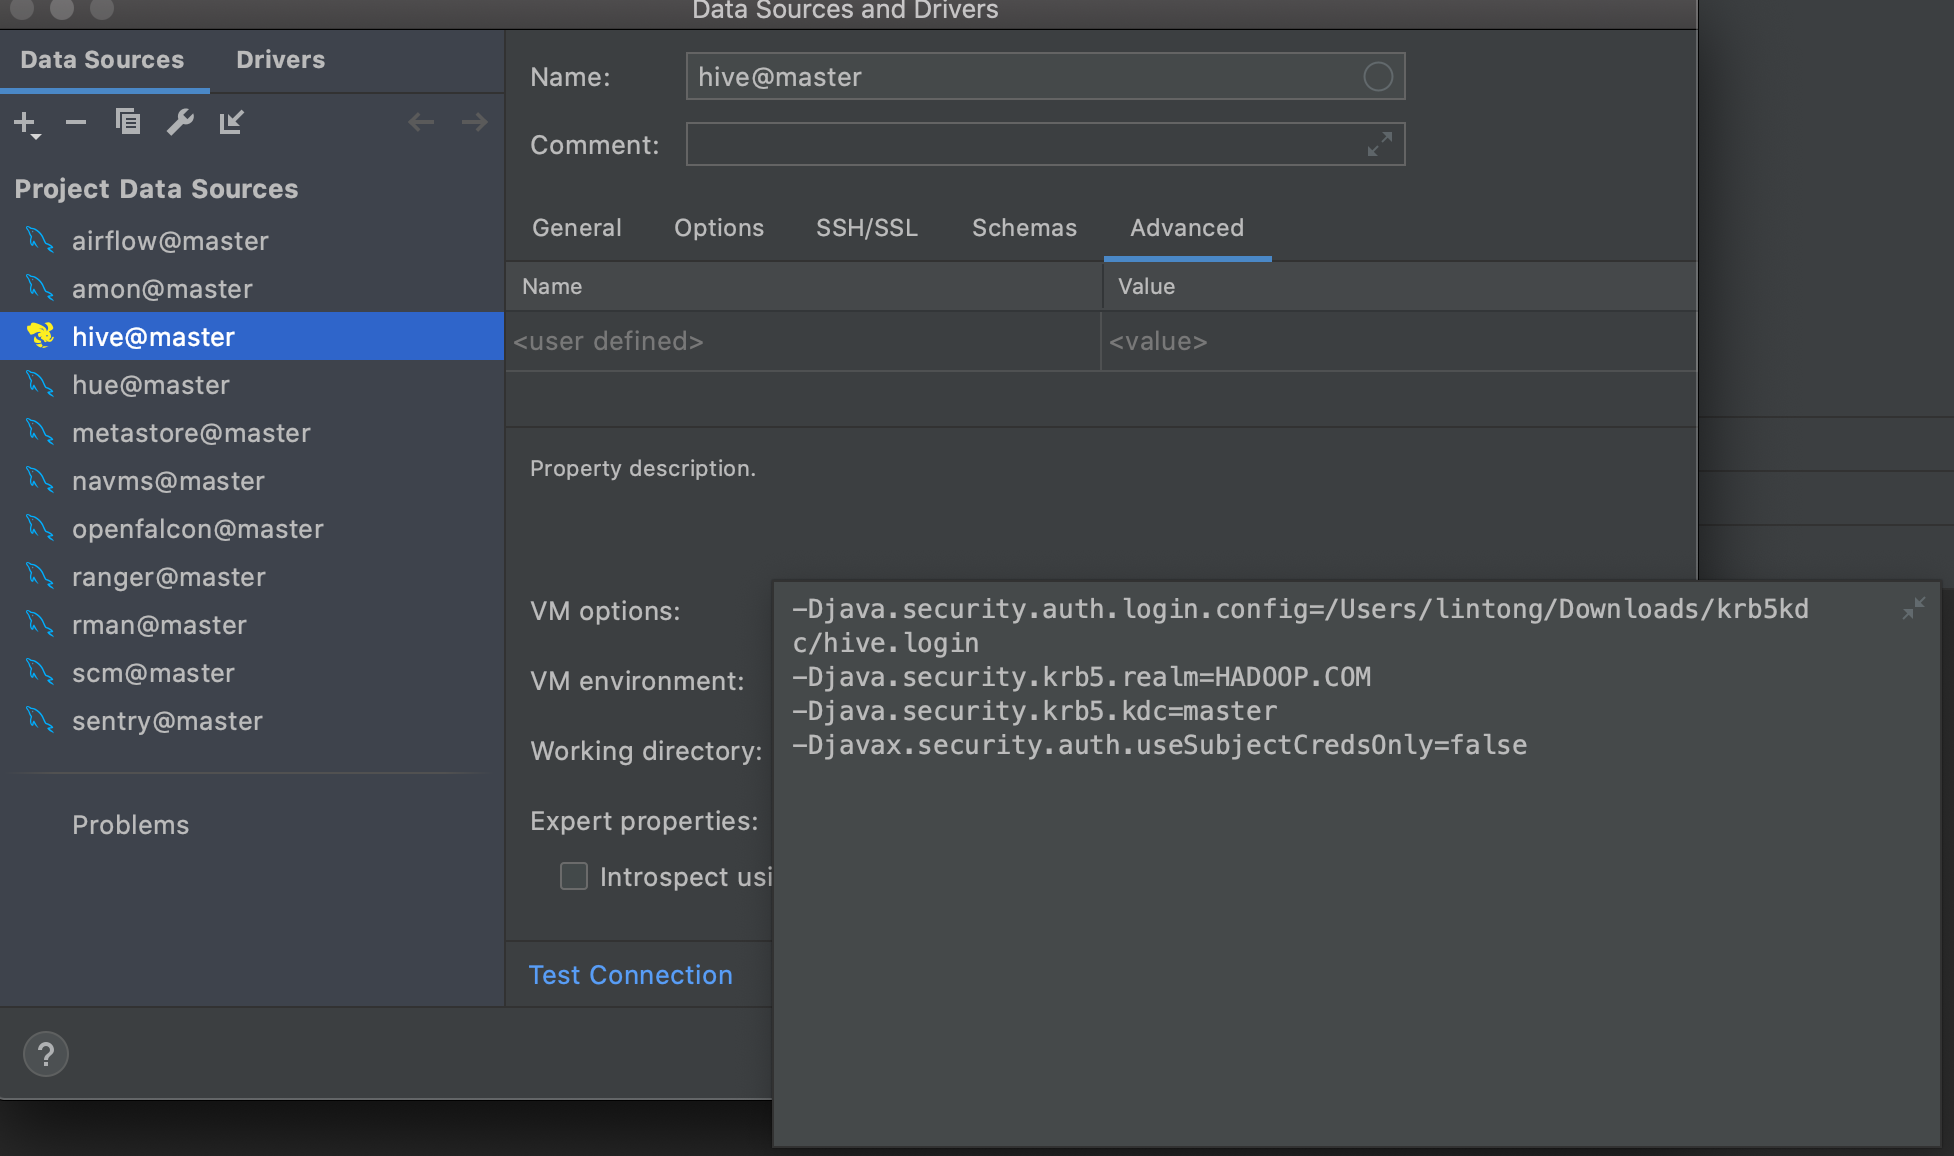 Data Sources and Drivers
Data Sources Drivers
Project Data Sources
airflow@master
amon@master
hive@master
hue@master
metastore@master
navms@master
openfalcon@master
ranger@master
rman@master
scm@master
sentry@master
Problems
?
Name: hive@master
Comment:
General Options SSH/SSL Schemas Advanced
Name Value
<user defined> <value>
Property description.
VM options:
VM environment:
Working directory:
Expert properties:
Introspect usi
Test Connection
-Djava.security.auth.login.config=/Users/lintong/Downloads/krb5kd
c/hive.login
-Djava.security.krb5.realm=HADOOP.COM
-Djava.security.krb5.kdc=master
-Djavax.security.auth.useSubjectCredsOnly=false